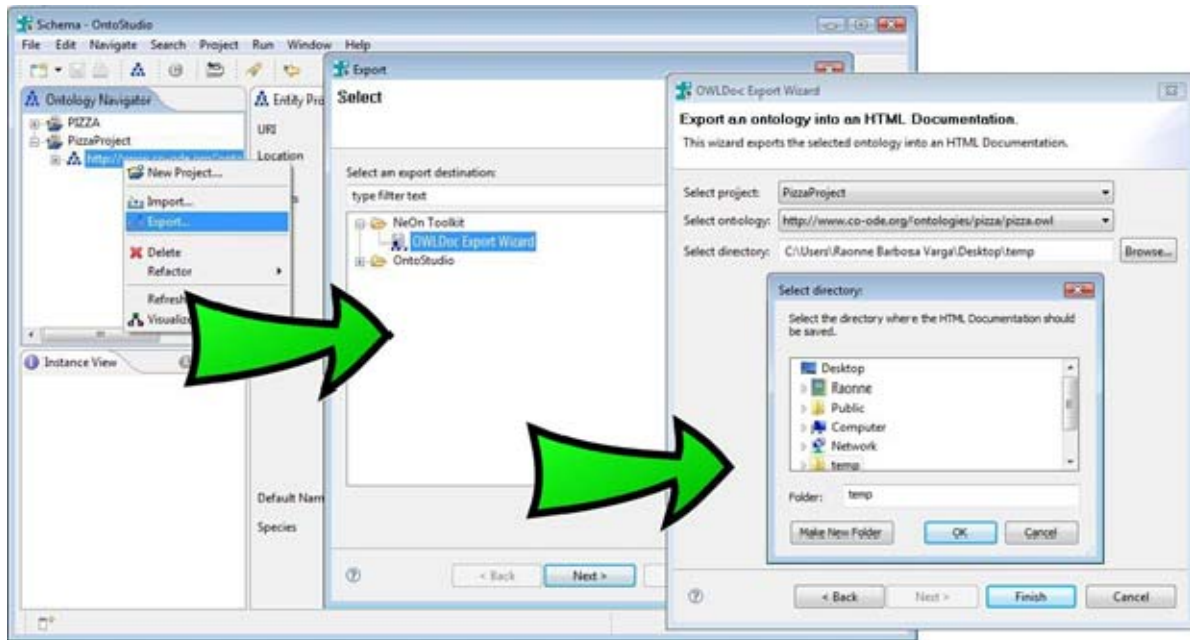 Schema - OntoStudio
File Edit Navigate Search Project Run Window Help
Ontology Navigator
PIZZA
PizzaProject
New Project...
Import...
Export...
Delete
Refactor
Refresh
Visualize
Instance View
Entity Pro
URI
Location
Default Nam
Species
Export
Select
Select an export destination:
type filter text
NeOn Toolkit
OWLDoc Export Wizard
OntoStudio
< Back Next >
OWLDoc Export Wizard
Export an ontology into an HTML Documentation.
This wizard exports the selected ontology into an HTML Documentation.
Select project: PizzaProject
Select ontology: http://www.co-ode.org/ontologies/pizza/pizza.owl
Select directory: C:\Users\Raonne Barbosa Varga\Desktop\temp Browse...
Select directory:
Select the directory where the HTML Documentation should
be saved.
Desktop
Raonne
Public
Computer
Network
temp
Folder: temp
Make New Folder OK Cancel
< Back Next > Finish Cancel